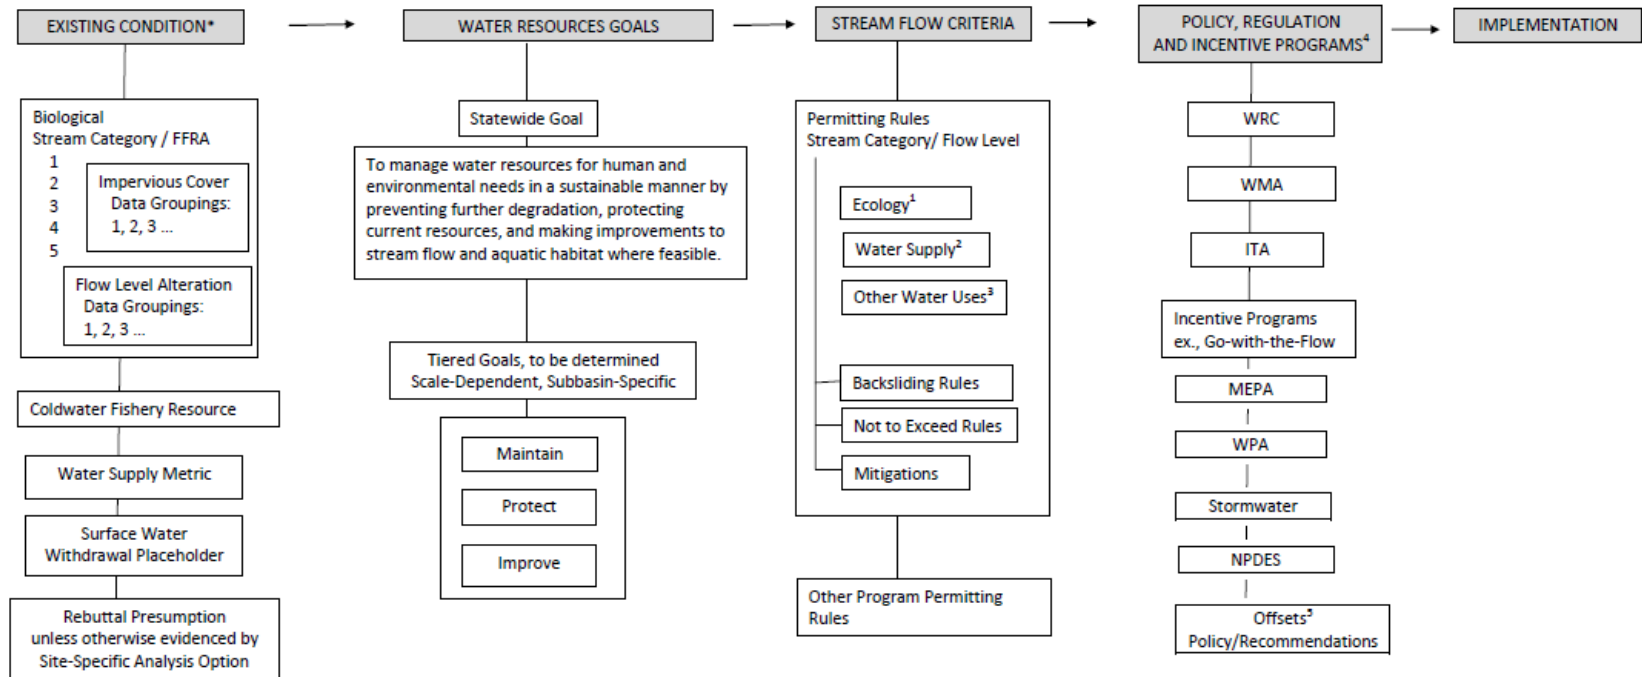 EXISTING CONDITION*
WATER RESOURCES GOALS
STREAM FLOW CRITERIA
POLICY, REGULATION
AND INCENTIVE PROGRAMS⁴
IMPLEMENTATION
Biological
Stream Category / FFRA
1
2
3
4
5
Impervious Cover
Data Groupings:
1, 2, 3 ...
Flow Level Alteration
Data Groupings:
1, 2, 3 ...
Coldwater Fishery Resource
Water Supply Metric
Surface Water
Withdrawal Placeholder
Rebuttal Presumption
unless otherwise evidenced by
Site-Specific Analysis Option
Statewide Goal
To manage water resources for human and
environmental needs in a sustainable manner by
preventing further degradation, protecting
current resources, and making improvements to
stream flow and aquatic habitat where feasible.
Tiered Goals, to be determined
Scale-Dependent, Subbasin-Specific
Maintain
Protect
Improve
Permitting Rules
Stream Category/ Flow Level
Ecology¹
Water Supply²
Other Water Uses³
Backsliding Rules
Not to Exceed Rules
Mitigations
Other Program Permitting
Rules
WRC
WMA
ITA
Incentive Programs
ex., Go-with-the-Flow
MEPA
WPA
Stormwater
NPDES
Offsets⁵
Policy/Recommendations